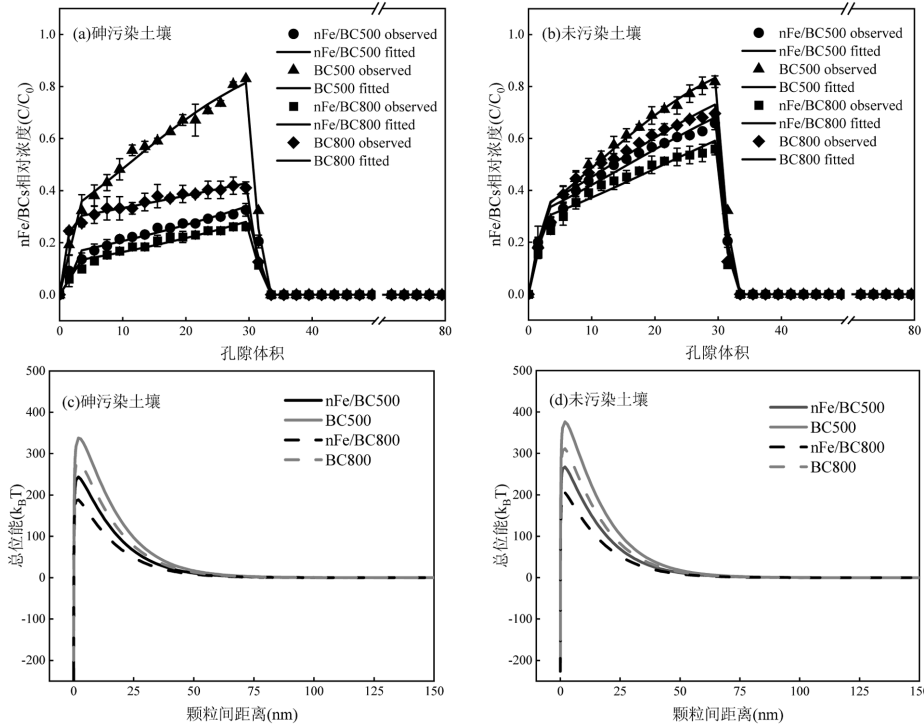 (a)砷污染土壤
nFe/BC500 observed
nFe/BC500 fitted
BC500 observed
BC500 fitted
nFe/BC800 observed
nFe/BC800 fitted
BC800 observed
BC800 fitted
nFe/BCs相对浓度(C/C₀)
1.0
0.8
0.6
0.4
0.2
0.0
0 10 20 30 40 80
孔隙体积
(b)未污染土壤
nFe/BC500 observed
nFe/BC500 fitted
BC500 observed
BC500 fitted
nFe/BC800 observed
nFe/BC800 fitted
BC800 observed
BC800 fitted
nFe/BCs相对浓度(C/C₀)
1.0
0.8
0.6
0.4
0.2
0.0
0 10 20 30 40 80
孔隙体积
(c)砷污染土壤
nFe/BC500
BC500
nFe/BC800
BC800
总位能(k_BT)
500
400
300
200
100
0
-100
-200
0 25 50 75 100 125 150
颗粒间距离(nm)
(d)未污染土壤
nFe/BC500
BC500
nFe/BC800
BC800
总位能(k_BT)
500
400
300
200
100
0
-100
-200
0 25 50 75 100 125 150
颗粒间距离(nm)